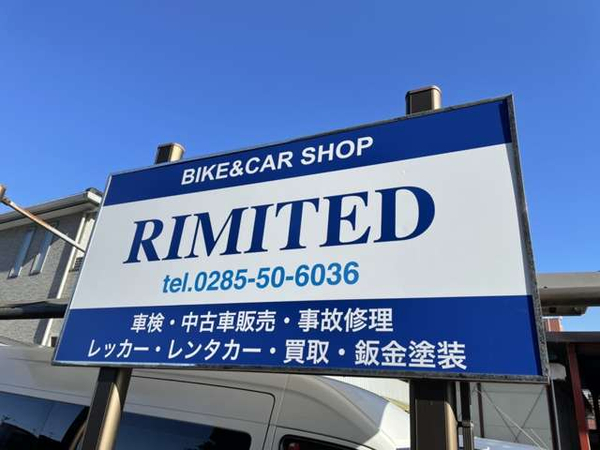 BIKE&CAR SHOP
RIMITED
tel.0285-50-6036
車検・中古車販売・事故修理
レッカー・レンタカー・買取・鈑金塗装